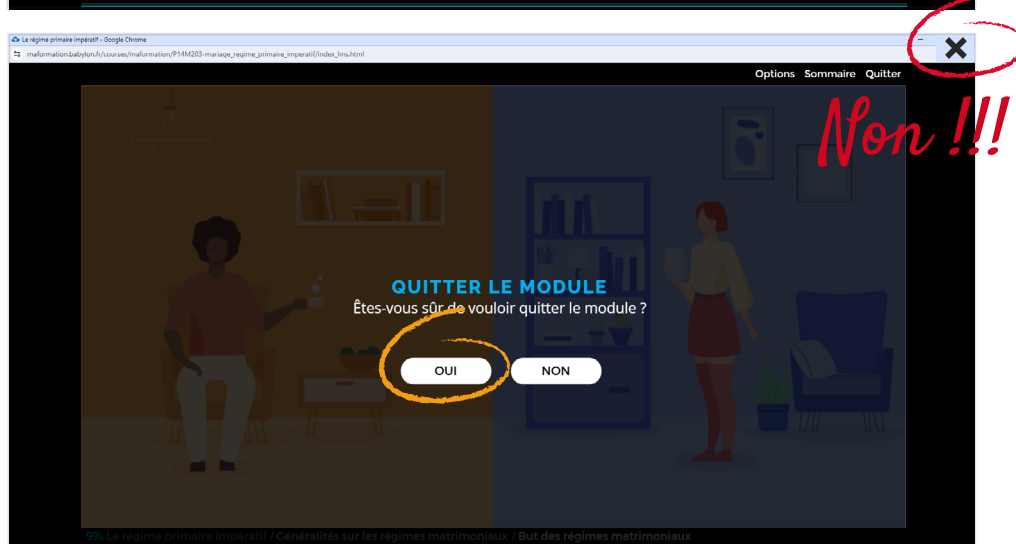 Le régime primaire impératif - Google Chrome
maformation.babylon.fr/courses/maformation/P14M203-mariage_regime_primaire_imperatif/index_lms.html
Options Sommaire Quitter
Non !!!
QUITTER LE MODULE
Êtes-vous sûr de vouloir quitter le module ?
OUI NON
9% Le régime primaire impératif / Généralités sur les régimes matrimoniaux / But des régimes matrimoniaux